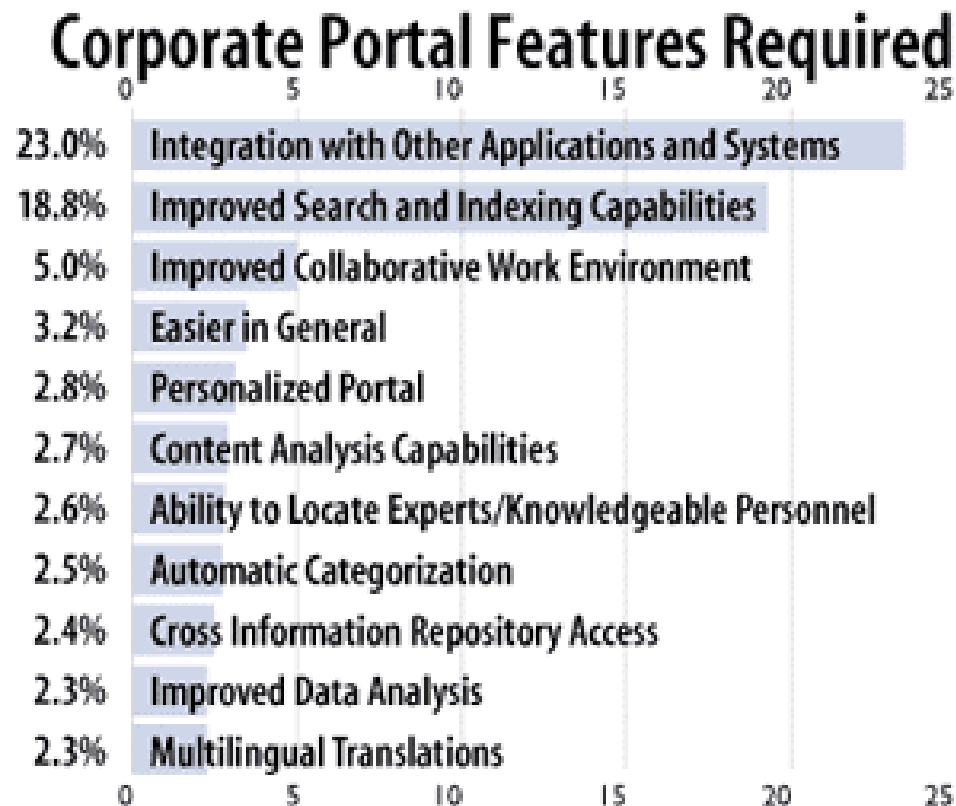 Corporate Portal Features Required
0 5 10 15 20 25
23.0% Integration with Other Applications and Systems
18.8% Improved Search and Indexing Capabilities
5.0% Improved Collaborative Work Environment
3.2% Easier in General
2.8% Personalized Portal
2.7% Content Analysis Capabilities
2.6% Ability to Locate Experts/Knowledgeable Personnel
2.5% Automatic Categorization
2.4% Cross Information Repository Access
2.3% Improved Data Analysis
2.3% Multilingual Translations
0 5 10 15 20 25